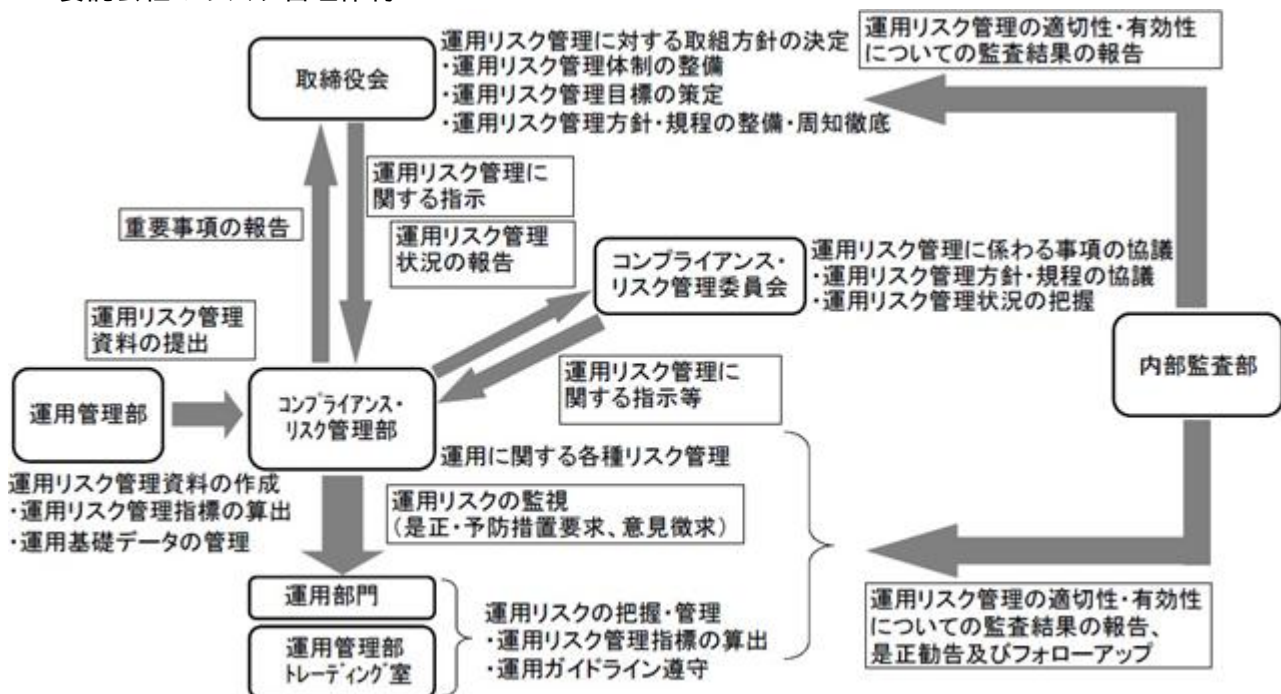 運用リスク管理に対する取組方針の決定
・運用リスク管理体制の整備
・運用リスク管理目標の策定
・運用リスク管理方針・規程の整備・周知徹底
取締役会
運用リスク管理の適切性・有効性
についての監査結果の報告
運用リスク管理に
関する指示
重要事項の報告
運用リスク管理
状況の報告
コンプライアンス・
リスク管理委員会
運用リスク管理に係わる事項の協議
・運用リスク管理方針・規程の協議
・運用リスク管理状況の把握
運用リスク管理
資料の提出
内部監査部
運用管理部
コンプライアンス・
リスク管理部
運用リスク管理に
関する指示等
運用に関する各種リスク管理
運用リスク管理資料の作成
・運用リスク管理指標の算出
・運用基礎データの管理
運用リスクの監視
(是正・予防措置要求、意見徴求)
運用部門
運用管理部
トレーディング室
運用リスクの把握・管理
・運用リスク管理指標の算出
・運用ガイドライン遵守
運用リスク管理の適切性・有効性
についての監査結果の報告、
是正勧告及びフォローアップ